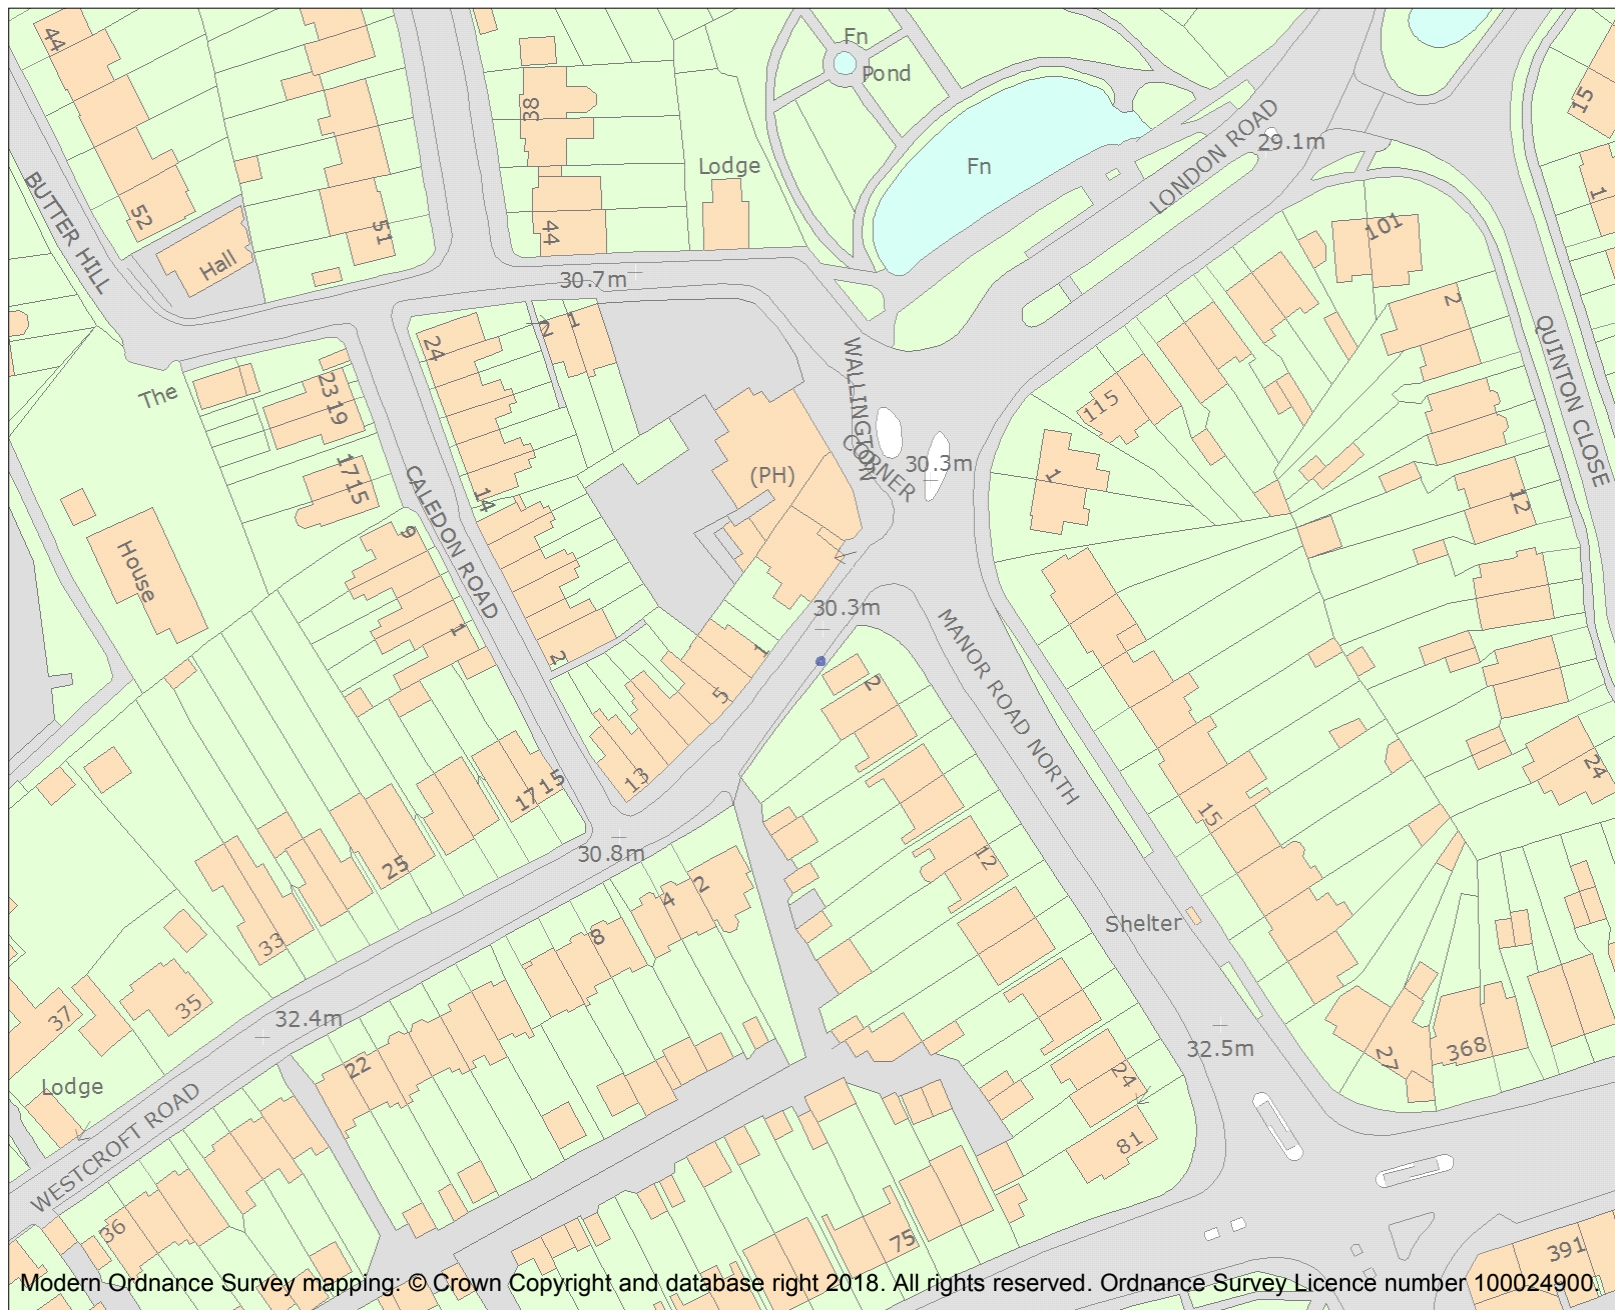 44
38
Fn
Pond
15
BUTTER HILL
52
Hall
51
44
Lodge
Fn
LONDON ROAD
29.1m
1
101
30.7m
2
1
24
WALLINGTON
CORNER
2
QUINTON CLOSE
The
23
19
17
15
115
(PH)
30.3m
1
12
CALEDON ROAD
14
9
House
1
2
30.3m
1
5
2
MANOR ROAD NORTH
13
17
15
24
15
30.8m
25
12
2
4
8
33
Shelter
35
37
32.4m
32.5m
22
24
27
368
Lodge
81
WESTCROFT ROAD
36
75
391
Modern Ordnance Survey mapping: © Crown Copyright and database right 2018. All rights reserved. Ordnance Survey Licence number 100024900.